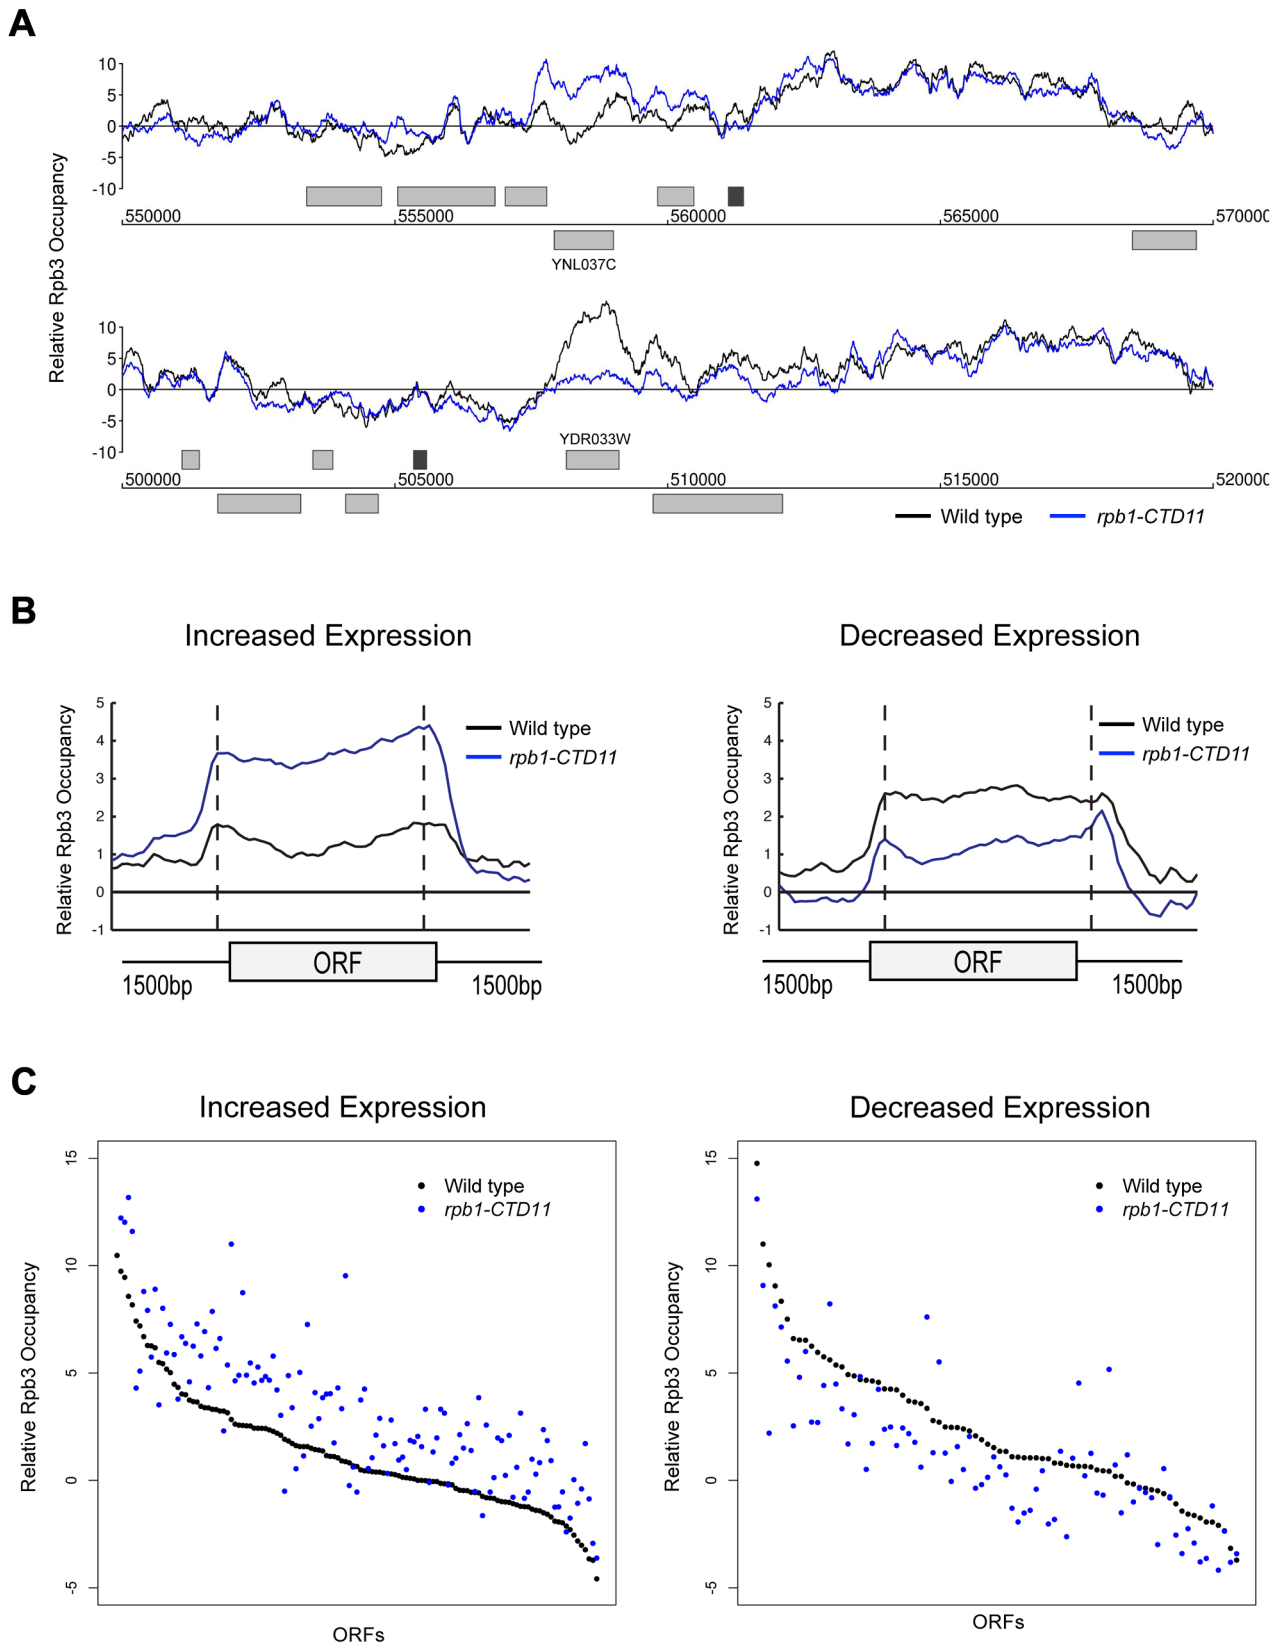 A
Relative Rpb3 Occupancy
10
5
0
-5
-10
550000 555000 560000 565000 570000
YNL037C
10
5
0
-5
-10
YDR033W
500000 505000 510000 515000 520000
Wild type rpb1-CTD11
B
Increased Expression
Relative Rpb3 Occupancy
5
4
3
2
1
0
-1
Wild type
rpb1-CTD11
ORF
1500bp 1500bp
Decreased Expression
Relative Rpb3 Occupancy
5
4
3
2
1
0
-1
Wild type
rpb1-CTD11
ORF
1500bp 1500bp
C
Increased Expression
Relative Rpb3 Occupancy
15
10
5
0
-5
Wild type
rpb1-CTD11
ORFs
Decreased Expression
Relative Rpb3 Occupancy
15
10
5
0
-5
Wild type
rpb1-CTD11
ORFs